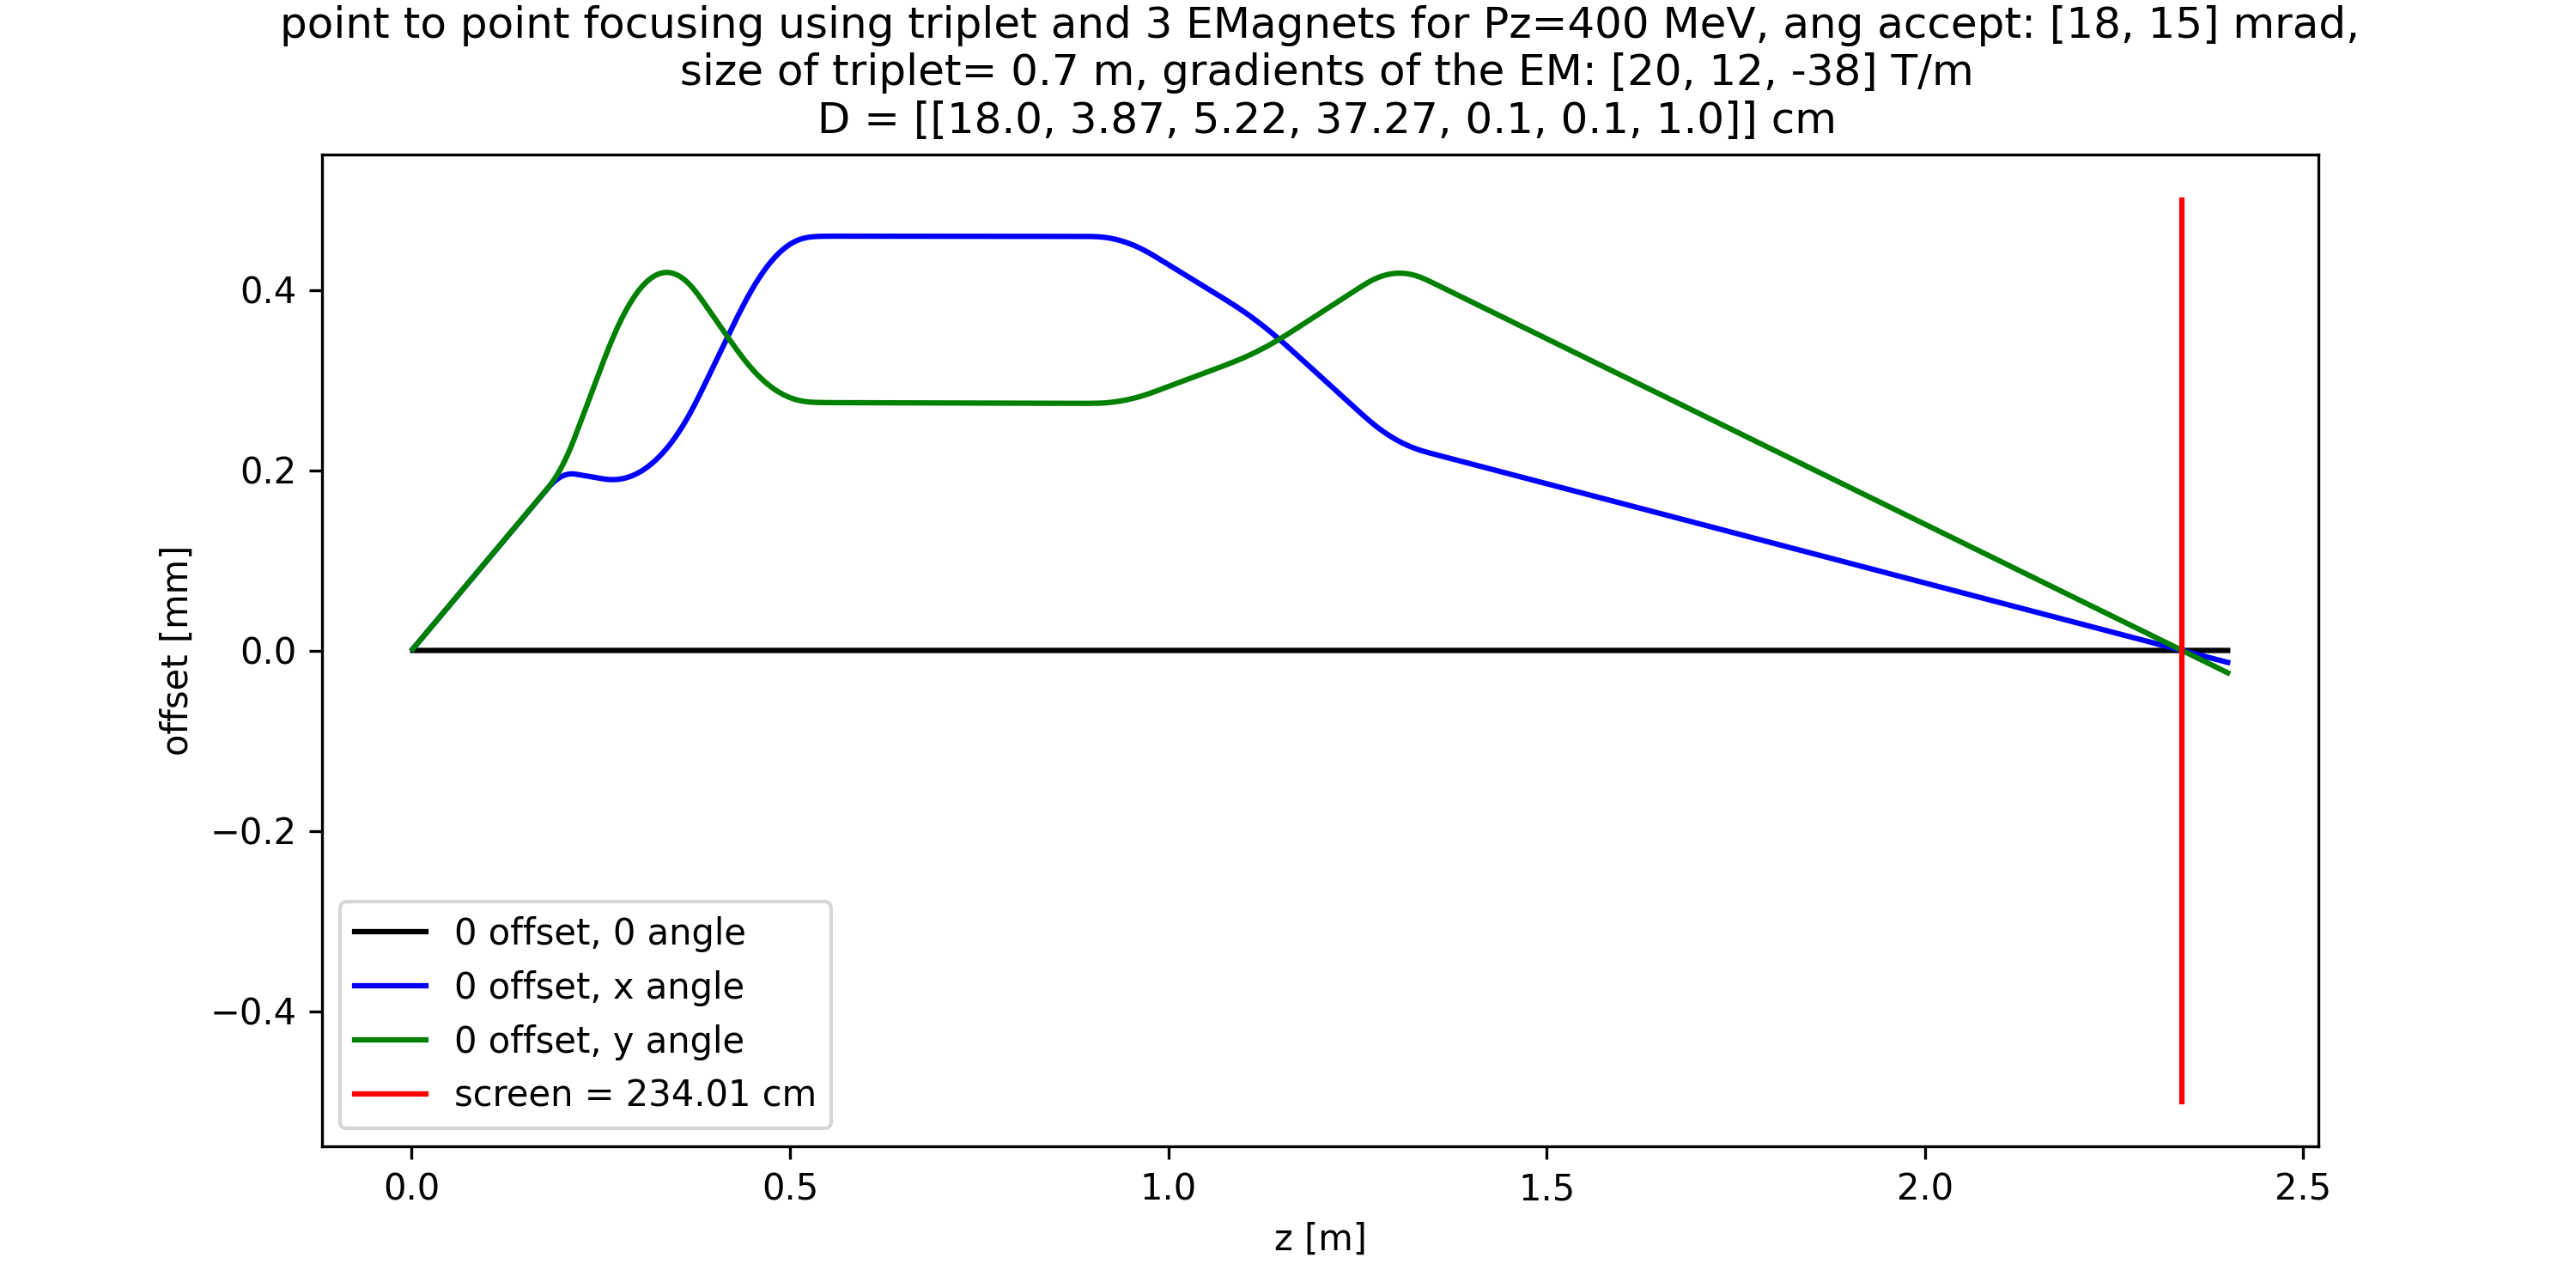 point to point focusing using triplet and 3 EMagnets for Pz=400 MeV, ang accept: [18, 15] mrad,
size of triplet= 0.7 m, gradients of the EM: [20, 12, -38] T/m
D = [[18.0, 3.87, 5.22, 37.27, 0.1, 0.1, 1.0]] cm
offset [mm]
0.4
0.2
0.0
−0.2
−0.4
0 offset, 0 angle
0 offset, x angle
0 offset, y angle
screen = 234.01 cm
0.0 0.5 1.0 1.5 2.0 2.5
z [m]